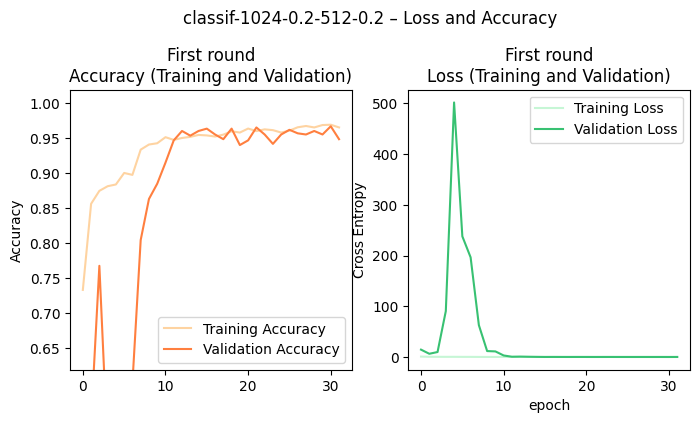 classif-1024-0.2-512-0.2 – Loss and Accuracy
First round
Accuracy (Training and Validation)
1.00
0.95
0.90
0.85
0.80
0.75
0.70
0.65
Accuracy
Training Accuracy
Validation Accuracy
0
10
20
30
First round
Loss (Training and Validation)
500
400
300
200
100
0
Cross Entropy
Training Loss
Validation Loss
0
10
20
30
epoch